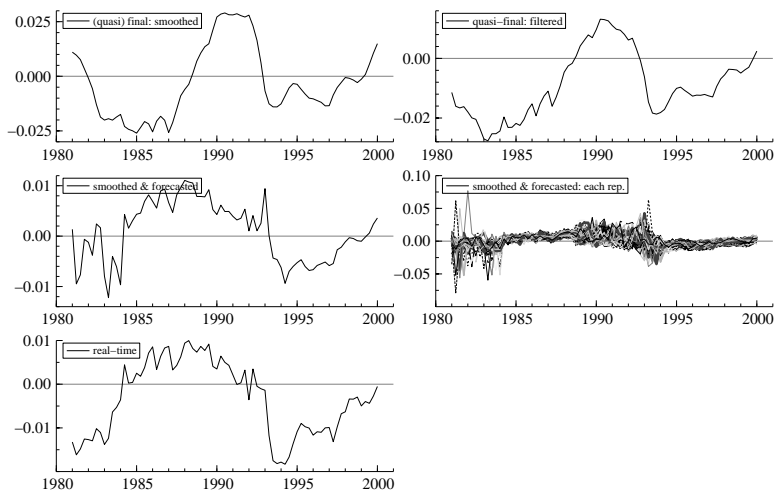 0.025
(quasi) final: smoothed
0.000
−0.025
1980 1985 1990 1995 2000
quasi−final: filtered
0.00
−0.02
1980 1985 1990 1995 2000
0.01
smoothed & forecasted
0.00
−0.01
1980 1985 1990 1995 2000
0.10
smoothed & forecasted: each rep.
0.05
0.00
−0.05
1980 1985 1990 1995 2000
0.01
real−time
0.00
−0.01
1980 1985 1990 1995 2000